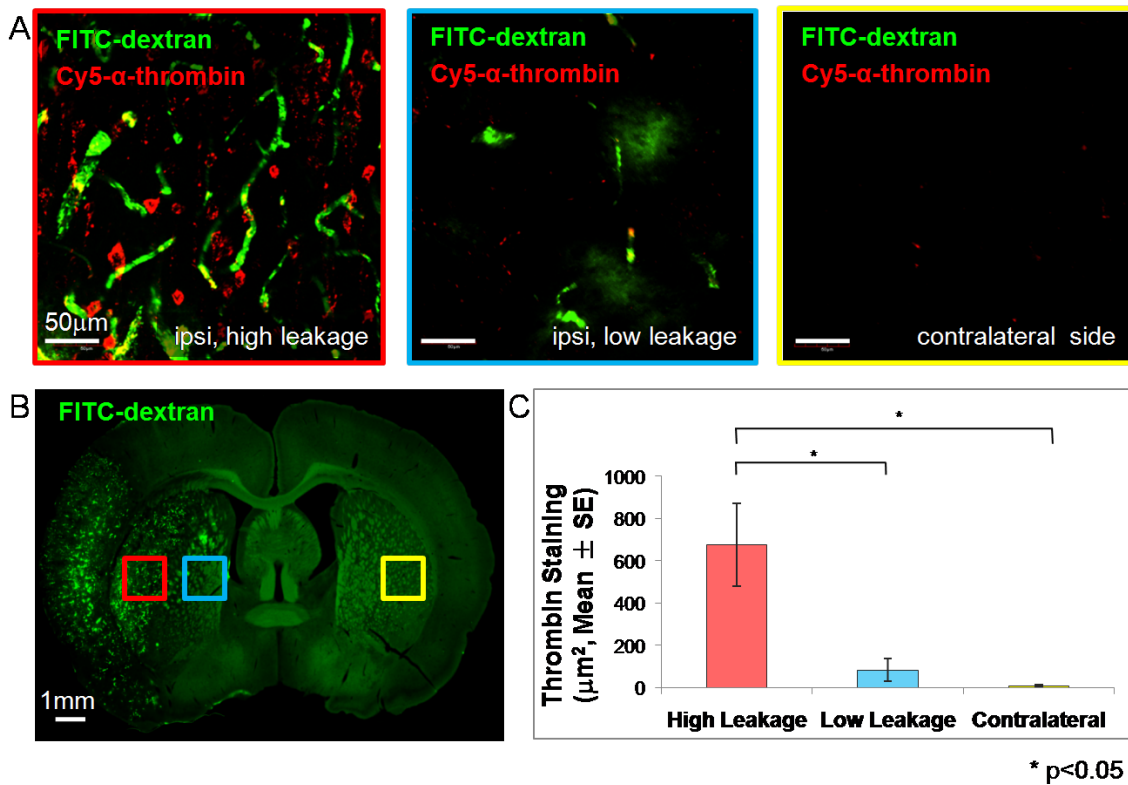 A
FITC-dextran
Cy5-α-thrombin
50μm
ipsi, high leakage
FITC-dextran
Cy5-α-thrombin
ipsi, low leakage
FITC-dextran
Cy5-α-thrombin
contralateral side
B
FITC-dextran
1mm
C
*
*
Thrombin Staining
(μm², Mean ± SE)
1000
800
600
400
200
0
High Leakage
Low Leakage
Contralateral
* p<0.05